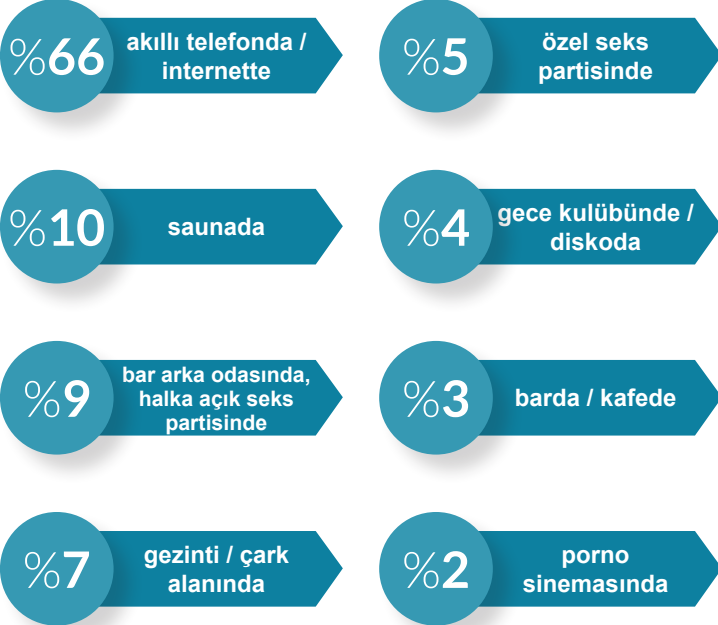 %66
akıllı telefonda /
internette
%5
özel seks
partisinde
%10
saunada
%4
gece kulübünde /
diskoda
%9
bar arka odasında,
halka açık seks
partisinde
%3
barda / kafede
%7
gezinti / çark
alanında
%2
porno
sinemasında